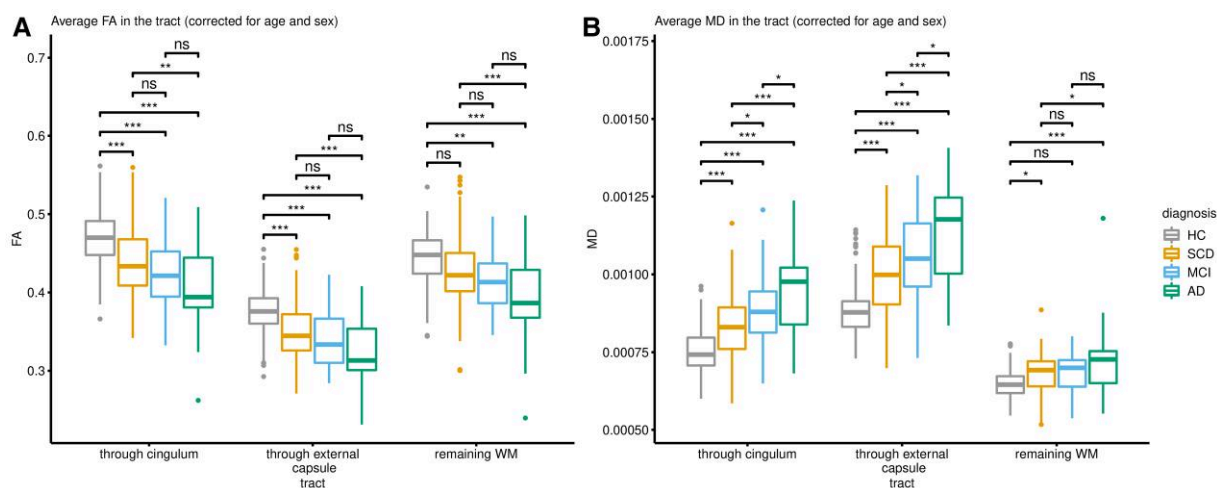 A
Average FA in the tract (corrected for age and sex)
0.7
0.6
0.5
0.4
0.3
FA
ns
**
ns
***
***
***
ns
***
ns
***
***
***
ns
***
ns
***
**
ns
through cingulum
through external
capsule
remaining WM
tract
B
Average MD in the tract (corrected for age and sex)
0.00175
0.00150
0.00125
0.00100
0.00075
0.00050
MD
*
***
*
***
***
***
*
***
*
***
***
***
ns
*
ns
***
ns
*
through cingulum
through external
capsule
remaining WM
tract
diagnosis
HC
SCD
MCI
AD